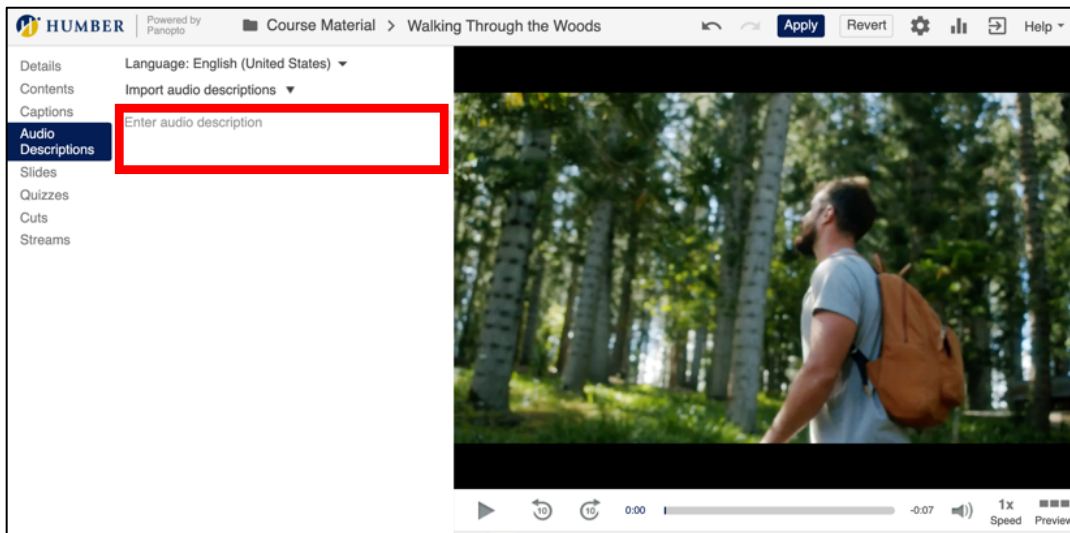 HUMBER
Powered by
Panopto
Course Material > Walking Through the Woods
Apply
Revert
Help
Details
Contents
Captions
Audio
Descriptions
Slides
Quizzes
Cuts
Streams
Language: English (United States)
Import audio descriptions
Enter audio description
10
10
0:00
-0:07
1x
Speed
Preview